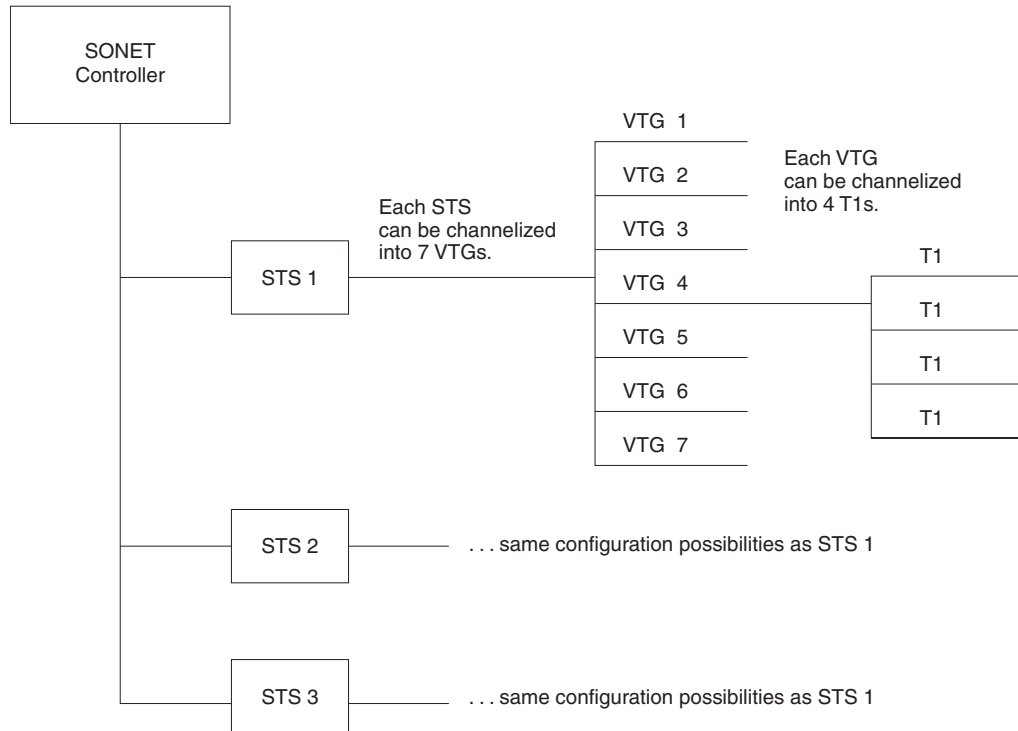 SONET
Controller
VTG 1
Each VTG
can be channelized
into 4 T1s.
VTG 2
Each STS
can be channelized
into 7 VTGs.
VTG 3
T1
STS 1
VTG 4
T1
VTG 5
T1
VTG 6
T1
VTG 7
STS 2
. . . same configuration possibilities as STS 1
STS 3
. . . same configuration possibilities as STS 1